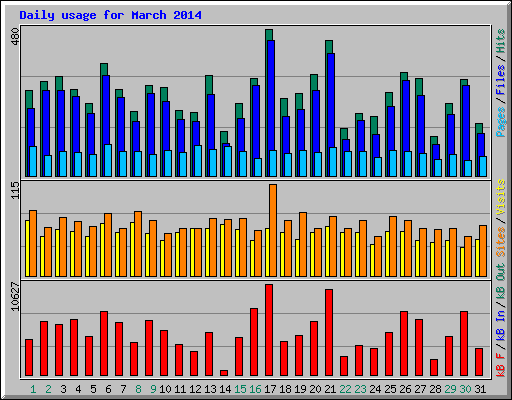 Daily usage for March 2014
480
Pages / Files / Hits
115
Sites / Visits
10627
kB F / kB In / kB Out
1 2 3 4 5 6 7 8 9 10 11 12 13 14 15 16 17 18 19 20 21 22 23 24 25 26 27 28 29 30 31